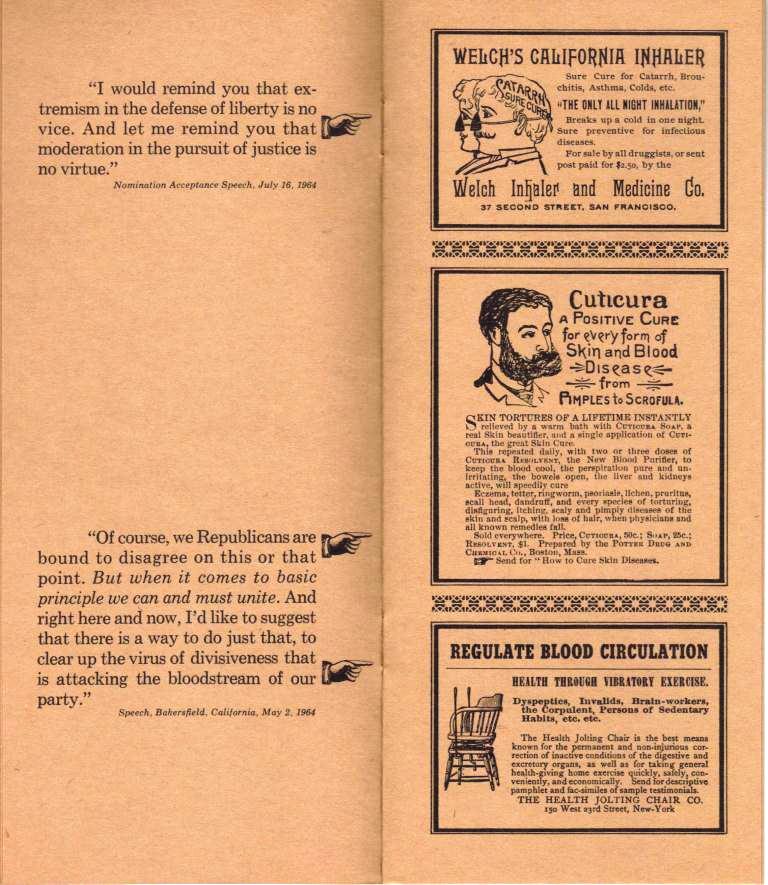 “I would remind you that ex-
tremism in the defense of liberty is no
vice. And let me remind you that
moderation in the pursuit of justice is
no virtue.”
Nomination Acceptance Speech, July 16, 1964
“Of course, we Republicans are
bound to disagree on this or that
point. But when it comes to basic
principle we can and must unite. And
right here and now, I’d like to suggest
that there is a way to do just that, to
clear up the virus of divisiveness that
is attacking the bloodstream of our
party.”
Speech, Bakersfield, California, May 2, 1964
WELCH’S CALIFORNIA INHALER
CATARRH
SURE CURE
Sure Cure for Catarrh, Bron-
chitis, Asthma, Colds, etc.
“THE ONLY ALL NIGHT INHALATION,”
Breaks up a cold in one night.
Sure preventive for infectious
diseases.
For sale by all druggists, or sent
post paid for $2.50, by the
Welch Inhaler and Medicine Co.
37 SECOND STREET, SAN FRANCISCO.
Cuticura
A POSITIVE CURE
for every form of
Skin and Blood
Disease
from
PIMPLES to SCROFULA.
SKIN TORTURES OF A LIFETIME INSTANTLY
relieved by a warm bath with CUTICURA SOAP, a
real Skin beautifier, and a single application of CUTI-
CURA, the great Skin Cure.
This repeated daily, with two or three doses of
CUTICURA RESOLVENT, the New Blood Purifier, to
keep the blood cool, the perspiration pure and un-
irritating, the bowels open, the liver and kidneys
active, will speedily cure
Eczema, tetter, ringworm, psoriasis, lichen, pruritus,
scall head, dandruff, and every species of torturing,
disfiguring, itching, scaly and pimply diseases of the
skin and scalp, with loss of hair, when physicians and
all known remedies fail.
Sold everywhere. Price, CUTICURA, 50c.; SOAP, 25c.;
RESOLVENT, $1. Prepared by the POTTER DRUG AND
CHEMICAL CO., Boston, Mass.
Send for “How to Cure Skin Diseases.
REGULATE BLOOD CIRCULATION
HEALTH THROUGH VIBRATORY EXERCISE.
Dyspeptics, Invalids, Brain-workers,
the Corpulent, Persons of Sedentary
Habits, etc. etc.
The Health Jolting Chair is the best means
known for the permanent and non-injurious cor-
rection of inactive conditions of the digestive and
excretory organs, as well as for taking general
health-giving home exercise quickly, safely, con-
veniently, and economically. Send for descriptive
pamphlet and fac-similes of sample testimonials.
THE HEALTH JOLTING CHAIR CO.
150 West 23rd Street, New-York